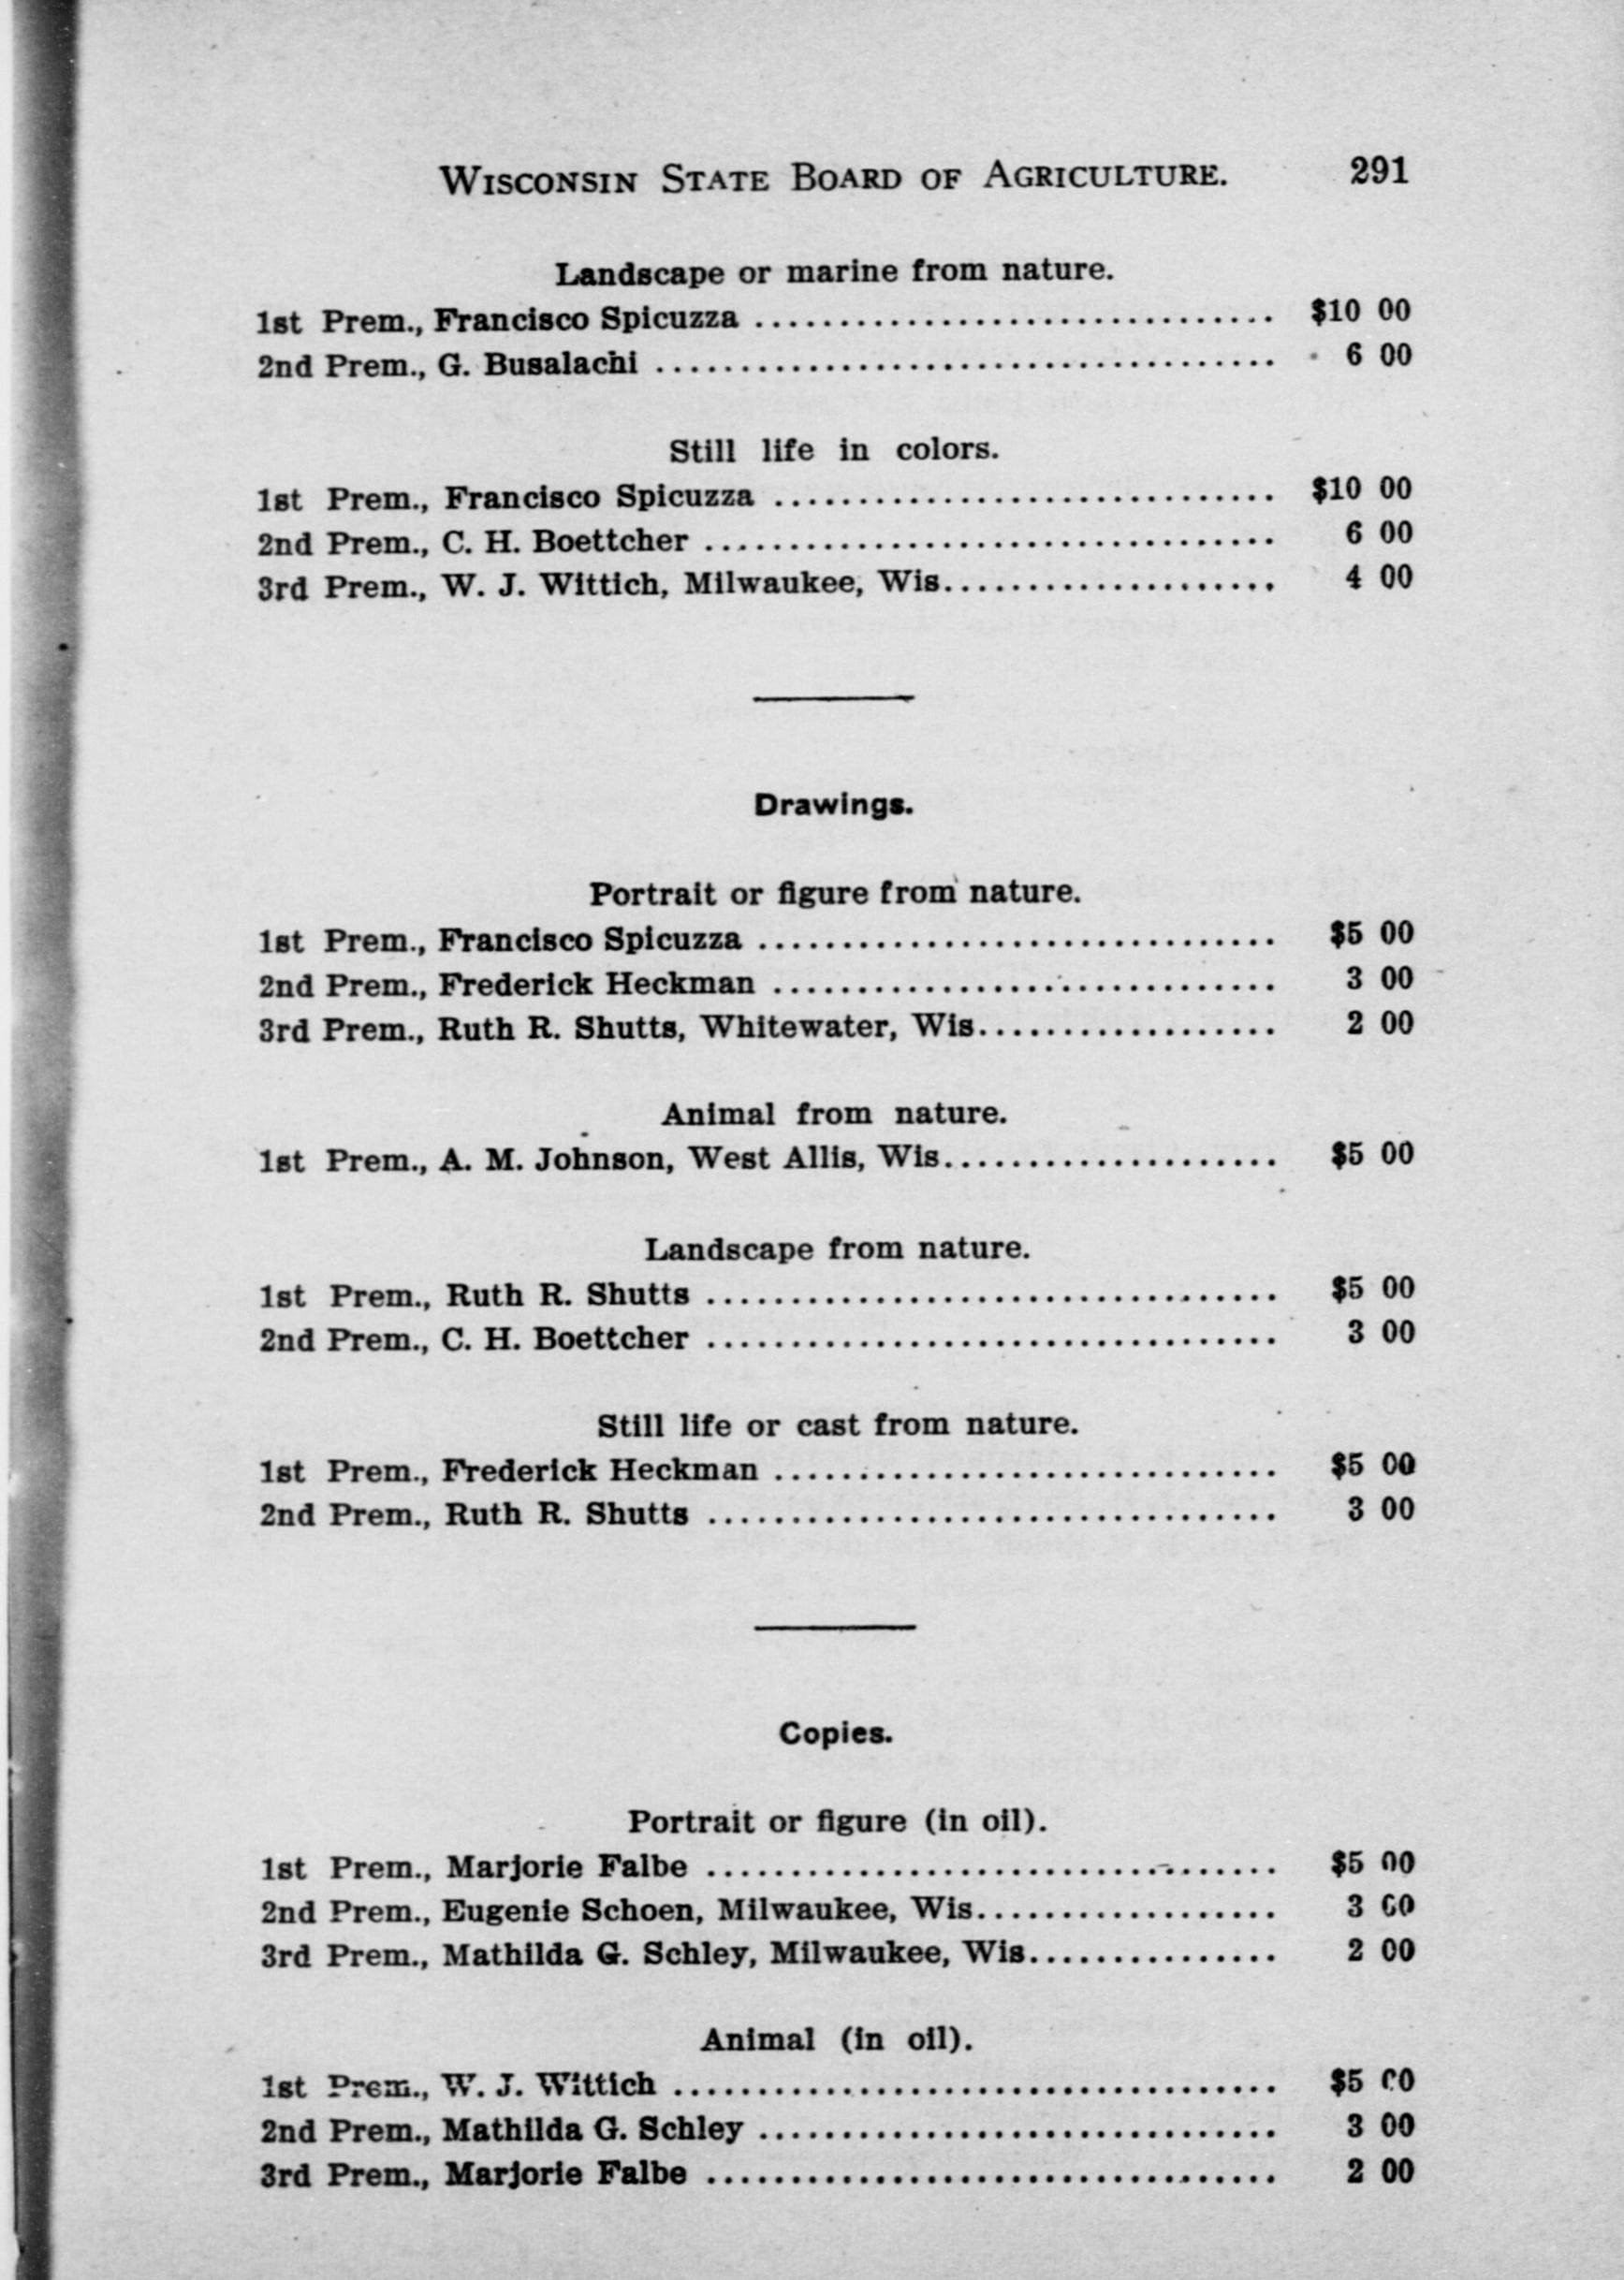 WISCONSIN STATE BOARD OF AGRICULTURE. 291
Landscape or marine from nature.
1st Prem., Francisco Spicuzza ................................ $10 00
2nd Prem., G. Busalachi ...................................... 6 00
Still life in colors.
1st Prem., Francisco Spicuzza ............................... $10 00
2nd Prem., C. H. Boettcher ................................... 6 00
3rd Prem., W. J. Wittich, Milwaukee, Wis..................... 4 00
Drawings.
Portrait or figure from nature.
1st Prem., Francisco Spicuzza ................................ $5 00
2nd Prem., Frederick Heckman ............................... 3 00
3rd Prem., Ruth R. Shutts, Whitewater, Wis................... 2 00
Animal from nature.
1st Prem., A. M. Johnson, West Allis, Wis..................... $5 00
Landscape from nature.
1st Prem., Ruth R. Shutts ................................... $5 00
2nd Prem., C. H. Boettcher ................................... 3 00
Still life or cast from nature.
1st Prem., Frederick Heckman ............................... $5 00
2nd Prem., Ruth R. Shutts ................................... 3 00
Copies.
Portrait or figure (in oil).
1st Prem., Marjorie Falbe ................................... $5 00
2nd Prem., Eugenie Schoen, Milwaukee, Wis................... 3 00
3rd Prem., Mathilda G. Schley, Milwaukee, Wis................ 2 00
Animal (in oil).
1st Prem., W. J. Wittich ..................................... $5 00
2nd Prem., Mathilda G. Schley ................................ 3 00
3rd Prem., Marjorie Falbe ................................... 2 00